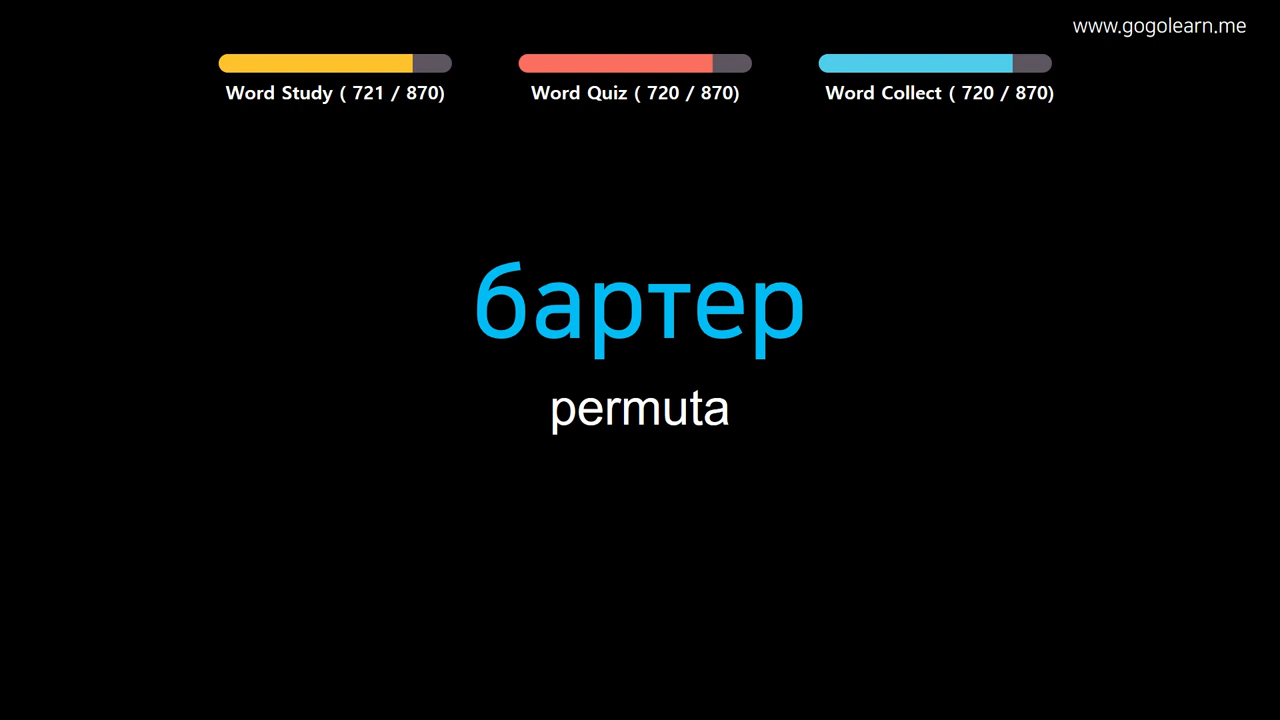 www.gogolearn.me
Word Study ( 721 / 870)
Word Quiz ( 720 / 870)
Word Collect ( 720 / 870)
бартер
permuta